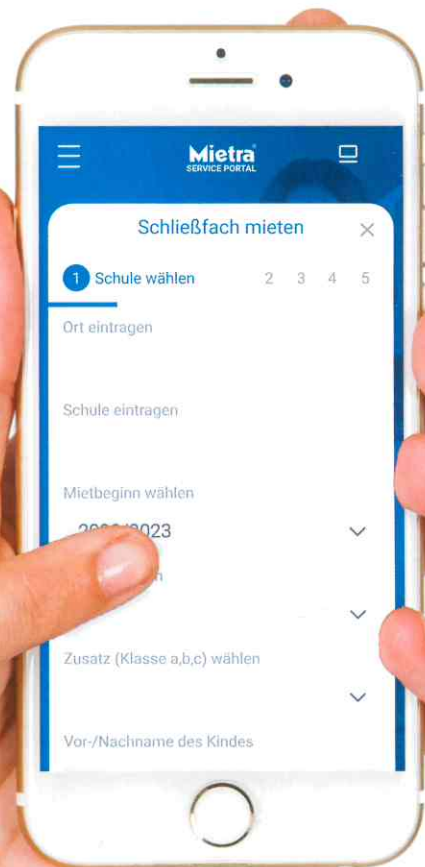 Mietra
SERVICE PORTAL
Schließfach mieten
1 Schule wählen 2 3 4 5
Ort eintragen
Schule eintragen
Mietbeginn wählen
Zusatz (Klasse a,b,c) wählen
Vor-/Nachname des Kindes